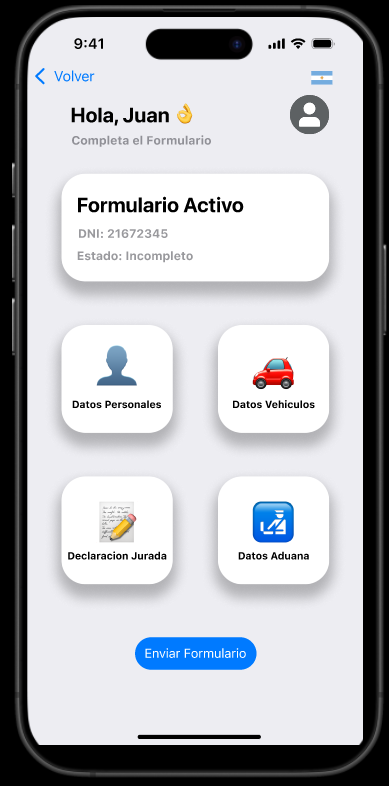 9:41
Volver
Hola, Juan 👌
Completa el Formulario
Formulario Activo
DNI: 21672345
Estado: Incompleto
Datos Personales
Datos Vehiculos
Declaracion Jurada
Datos Aduana
Enviar Formulario